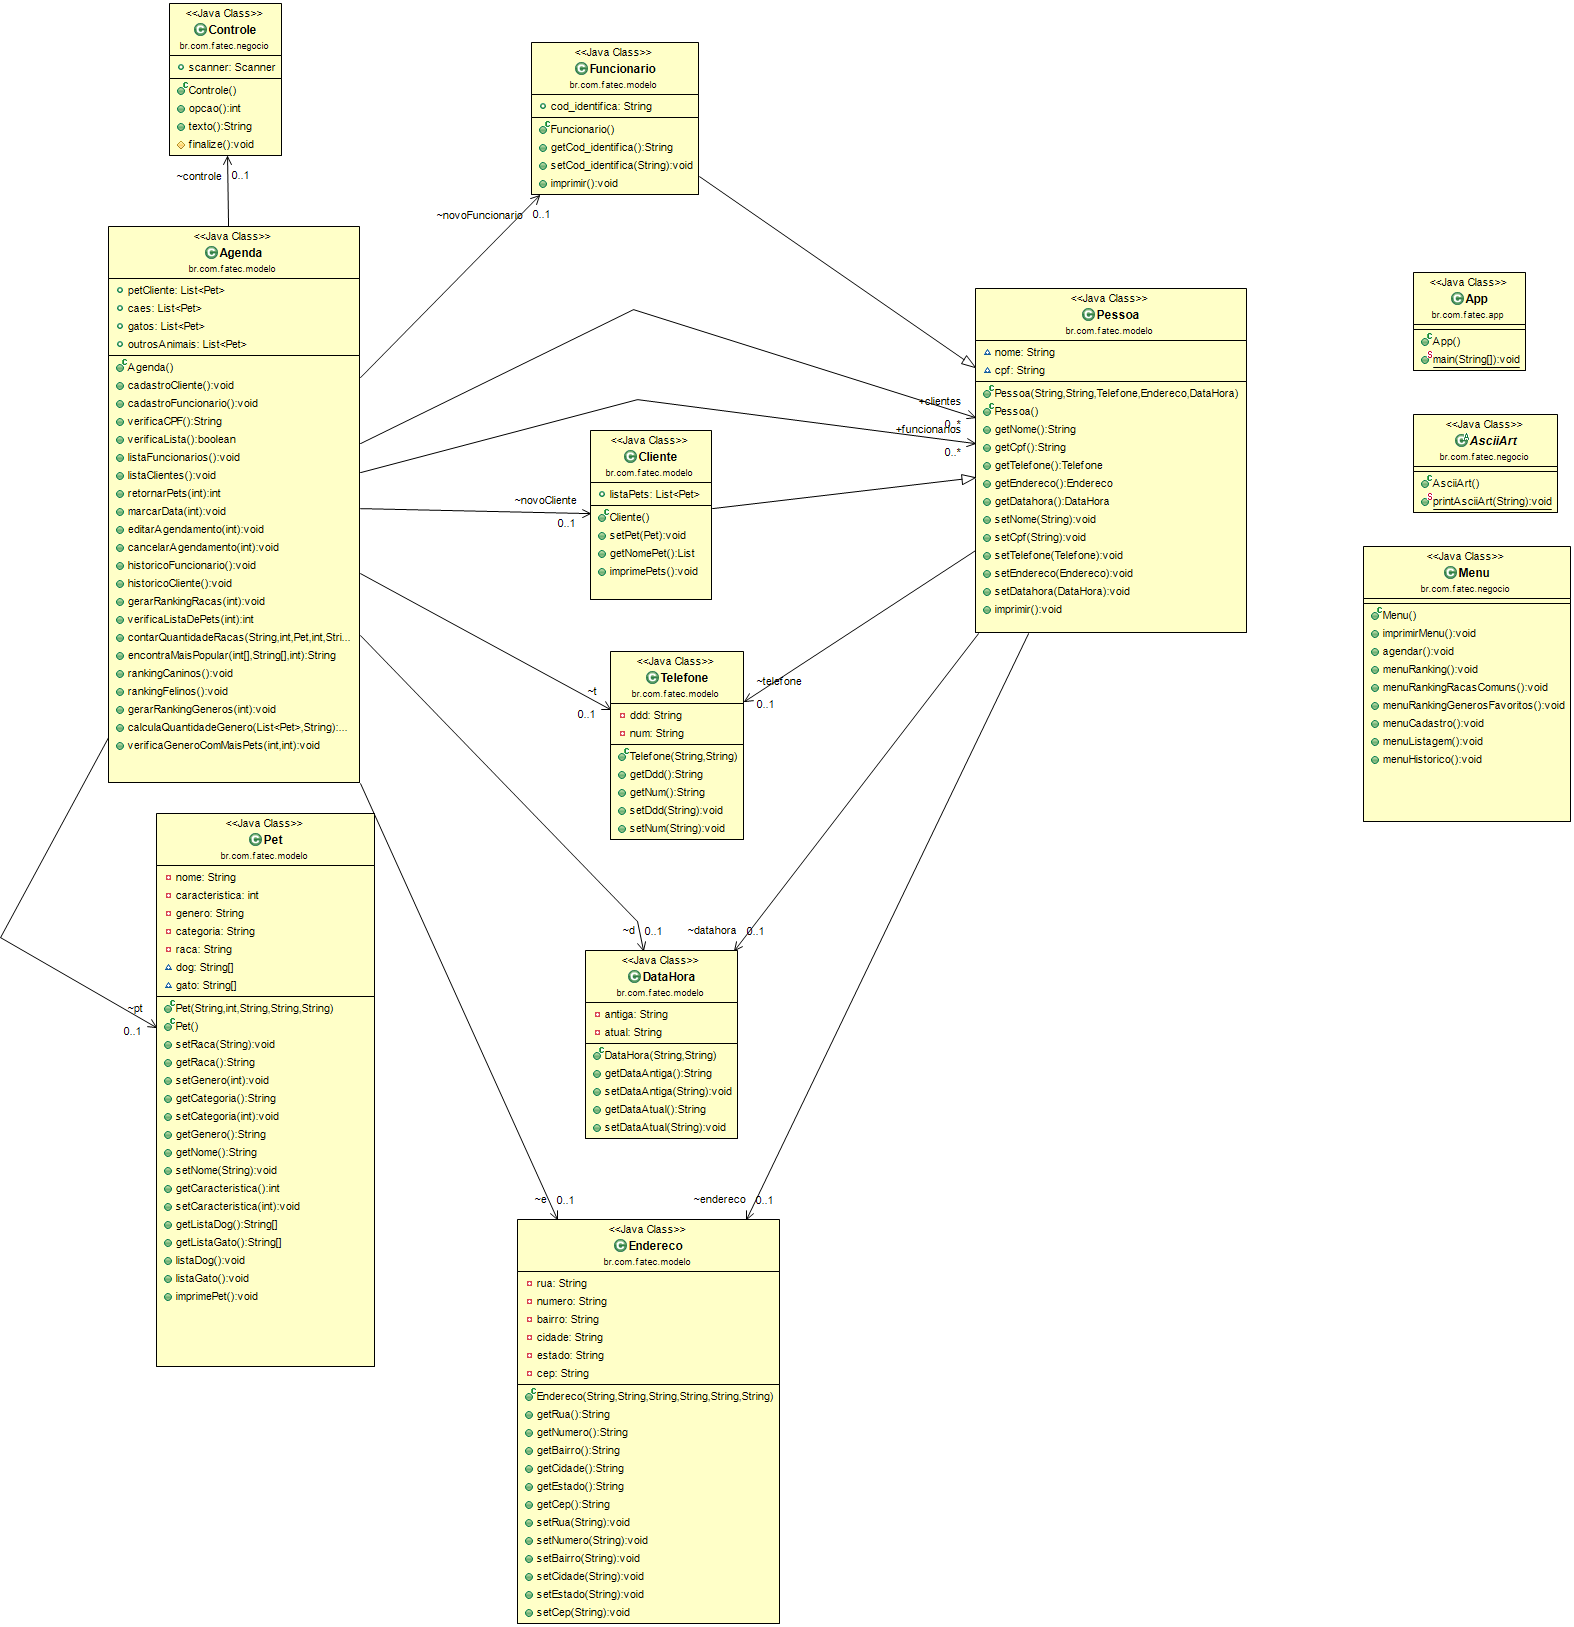 <<Java Class>>
Controle
br.com.fatec.negocio
scanner: Scanner
Controle()
opcao():int
texto():String
finalize():void
~controle 0..1
<<Java Class>>
Funcionario
br.com.fatec.modelo
cod_identifica: String
Funcionario()
getCod_identifica():String
setCod_identifica(String):void
imprimir():void
~novoFuncionario 0..1
<<Java Class>>
Agenda
br.com.fatec.modelo
petCliente: List<Pet>
caes: List<Pet>
gatos: List<Pet>
outrosAnimais: List<Pet>
Agenda()
cadastroCliente():void
cadastroFuncionario():void
verificaCPF():String
verificaLista():boolean
listaFuncionarios():void
listaClientes():void
retornarPets(int):int
marcarData(int):void
editarAgendamento(int):void
cancelarAgendamento(int):void
historicoFuncionario():void
historicoCliente():void
gerarRankingRacas(int):void
verificaListaDePets(int):int
contarQuantidadeRacas(String,int,Pet,int,Stri...
encontraMaisPopular(int[],String[],int):String
rankingCaninos():void
rankingFelinos():void
gerarRankingGeneros(int):void
calculaQuantidadeGenero(List<Pet>,String):...
verificaGeneroComMaisPets(int,int):void
<<Java Class>>
Pessoa
br.com.fatec.modelo
nome: String
cpf: String
Pessoa(String,String,Telefone,Endereco,DataHora)
Pessoa()
getNome():String
getCpf():String
getTelefone():Telefone
getEndereco():Endereco
getDatahora():DataHora
setNome(String):void
setCpf(String):void
setTelefone(Telefone):void
setEndereco(Endereco):void
setDatahora(DataHora):void
imprimir():void
+clientes
0..*
+funcionarios
0..*
<<Java Class>>
Cliente
br.com.fatec.modelo
listaPets: List<Pet>
Cliente()
setPet(Pet):void
getNomePet():List
imprimePets():void
~novoCliente
0..1
<<Java Class>>
App
br.com.fatec.app
App()
main(String[]):void
<<Java Class>>
AsciiArt
br.com.fatec.negocio
AsciiArt()
printAsciiArt(String):void
<<Java Class>>
Menu
br.com.fatec.negocio
Menu()
imprimirMenu():void
agendar():void
menuRanking():void
menuRankingRacasComuns():void
menuRankingGenerosFavoritos():void
menuCadastro():void
menuListagem():void
menuHistorico():void
<<Java Class>>
Telefone
br.com.fatec.modelo
ddd: String
num: String
Telefone(String,String)
getDdd():String
getNum():String
setDdd(String):void
setNum(String):void
~t
0..1
~telefone
0..1
<<Java Class>>
Pet
br.com.fatec.modelo
nome: String
caracteristica: int
genero: String
categoria: String
raca: String
dog: String[]
gato: String[]
Pet(String,int,String,String,String)
Pet()
setRaca(String):void
getRaca():String
setGenero(int):void
getCategoria():String
setCategoria(int):void
getGenero():String
getNome():String
setNome(String):void
getCaracteristica():int
setCaracteristica(int):void
getListaDog():String[]
getListaGato():String[]
listaDog():void
listaGato():void
imprimePet():void
~pt
0..1
~d 0..1
~datahora 0..1
<<Java Class>>
DataHora
br.com.fatec.modelo
antiga: String
atual: String
DataHora(String,String)
getDataAntiga():String
setDataAntiga(String):void
getDataAtual():String
setDataAtual(String):void
~e 0..1
~endereco 0..1
<<Java Class>>
Endereco
br.com.fatec.modelo
rua: String
numero: String
bairro: String
cidade: String
estado: String
cep: String
Endereco(String,String,String,String,String,String)
getRua():String
getNumero():String
getBairro():String
getCidade():String
getEstado():String
getCep():String
setRua(String):void
setNumero(String):void
setBairro(String):void
setCidade(String):void
setEstado(String):void
setCep(String):void